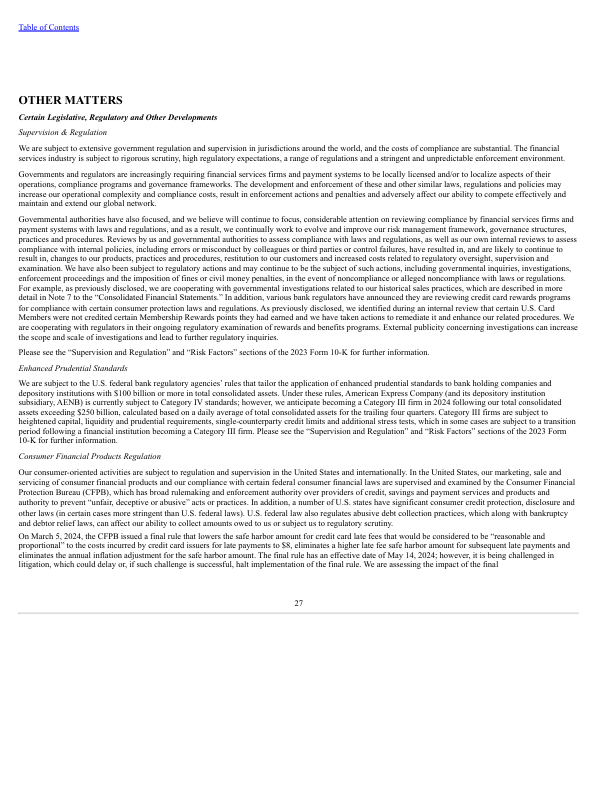 Table of Contents
OTHER MATTERS
Certain Legislative, Regulatory and Other Developments
Supervision & Regulation
We are subject to extensive government regulation and supervision in jurisdictions around the world, and the costs of compliance are substantial. The financial
services industry is subject to rigorous scrutiny, high regulatory expectations, a range of regulations and a stringent and unpredictable enforcement environment.
Governments and regulators are increasingly requiring financial services firms and payment systems to be locally licensed and/or to localize aspects of their
operations, compliance programs and governance frameworks. The development and enforcement of these and other similar laws, regulations and policies may
increase our operational complexity and compliance costs, result in enforcement actions and penalties and adversely affect our ability to compete effectively and
maintain and extend our global network.
Governmental authorities have also focused, and we believe will continue to focus, considerable attention on reviewing compliance by financial services firms and
payment systems with laws and regulations, and as a result, we continually work to evolve and improve our risk management framework, governance structures,
practices and procedures. Reviews by us and governmental authorities to assess compliance with laws and regulations, as well as our own internal reviews to assess
compliance with internal policies, including errors or misconduct by colleagues or third parties or control failures, have resulted in, and are likely to continue to
result in, changes to our products, practices and procedures, restitution to our customers and increased costs related to regulatory oversight, supervision and
examination. We have also been subject to regulatory actions and may continue to be the subject of such actions, including governmental inquiries, investigations,
enforcement proceedings and the imposition of fines or civil money penalties, in the event of noncompliance or alleged noncompliance with laws or regulations.
For example, as previously disclosed, we are cooperating with governmental investigations related to our historical sales practices, which are described in more
detail in Note 7 to the “Consolidated Financial Statements.” In addition, various bank regulators have announced they are reviewing credit card rewards programs
for compliance with certain consumer protection laws and regulations. As previously disclosed, we identified during an internal review that certain U.S. Card
Members were not credited certain Membership Rewards points they had earned and we have taken actions to remediate it and enhance our related procedures. We
are cooperating with regulators in their ongoing regulatory examination of rewards and benefits programs. External publicity concerning investigations can increase
the scope and scale of investigations and lead to further regulatory inquiries.
Please see the “Supervision and Regulation” and “Risk Factors” sections of the 2023 Form 10-K for further information.
Enhanced Prudential Standards
We are subject to the U.S. federal bank regulatory agencies’ rules that tailor the application of enhanced prudential standards to bank holding companies and
depository institutions with $100 billion or more in total consolidated assets. Under these rules, American Express Company (and its depository institution
subsidiary, AENB) is currently subject to Category IV standards; however, we anticipate becoming a Category III firm in 2024 following our total consolidated
assets exceeding $250 billion, calculated based on a daily average of total consolidated assets for the trailing four quarters. Category III firms are subject to
heightened capital, liquidity and prudential requirements, single-counterparty credit limits and additional stress tests, which in some cases are subject to a transition
period following a financial institution becoming a Category III firm. Please see the “Supervision and Regulation” and “Risk Factors” sections of the 2023 Form
10-K for further information.
Consumer Financial Products Regulation
Our consumer-oriented activities are subject to regulation and supervision in the United States and internationally. In the United States, our marketing, sale and
servicing of consumer financial products and our compliance with certain federal consumer financial laws are supervised and examined by the Consumer Financial
Protection Bureau (CFPB), which has broad rulemaking and enforcement authority over providers of credit, savings and payment services and products and
authority to prevent “unfair, deceptive or abusive” acts or practices. In addition, a number of U.S. states have significant consumer credit protection, disclosure and
other laws (in certain cases more stringent than U.S. federal laws). U.S. federal law also regulates abusive debt collection practices, which along with bankruptcy
and debtor relief laws, can affect our ability to collect amounts owed to us or subject us to regulatory scrutiny.
On March 5, 2024, the CFPB issued a final rule that lowers the safe harbor amount for credit card late fees that would be considered to be “reasonable and
proportional” to the costs incurred by credit card issuers for late payments to $8, eliminates a higher late fee safe harbor amount for subsequent late payments and
eliminates the annual inflation adjustment for the safe harbor amount. The final rule has an effective date of May 14, 2024; however, it is being challenged in
litigation, which could delay or, if such challenge is successful, halt implementation of the final rule. We are assessing the impact of the final
27